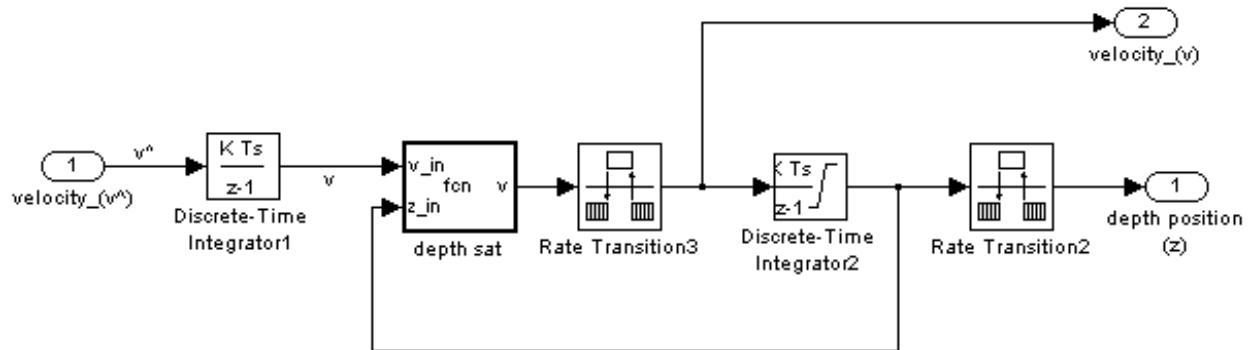 2
velocity_(v)
1
velocity_(v^)
v^
K Ts
z-1
Discrete-Time
Integrator1
v
v_in
fcn
v
z_in
depth sat
Rate Transition3
K Ts
z-1
Discrete-Time
Integrator2
Rate Transition2
1
depth position
(z)